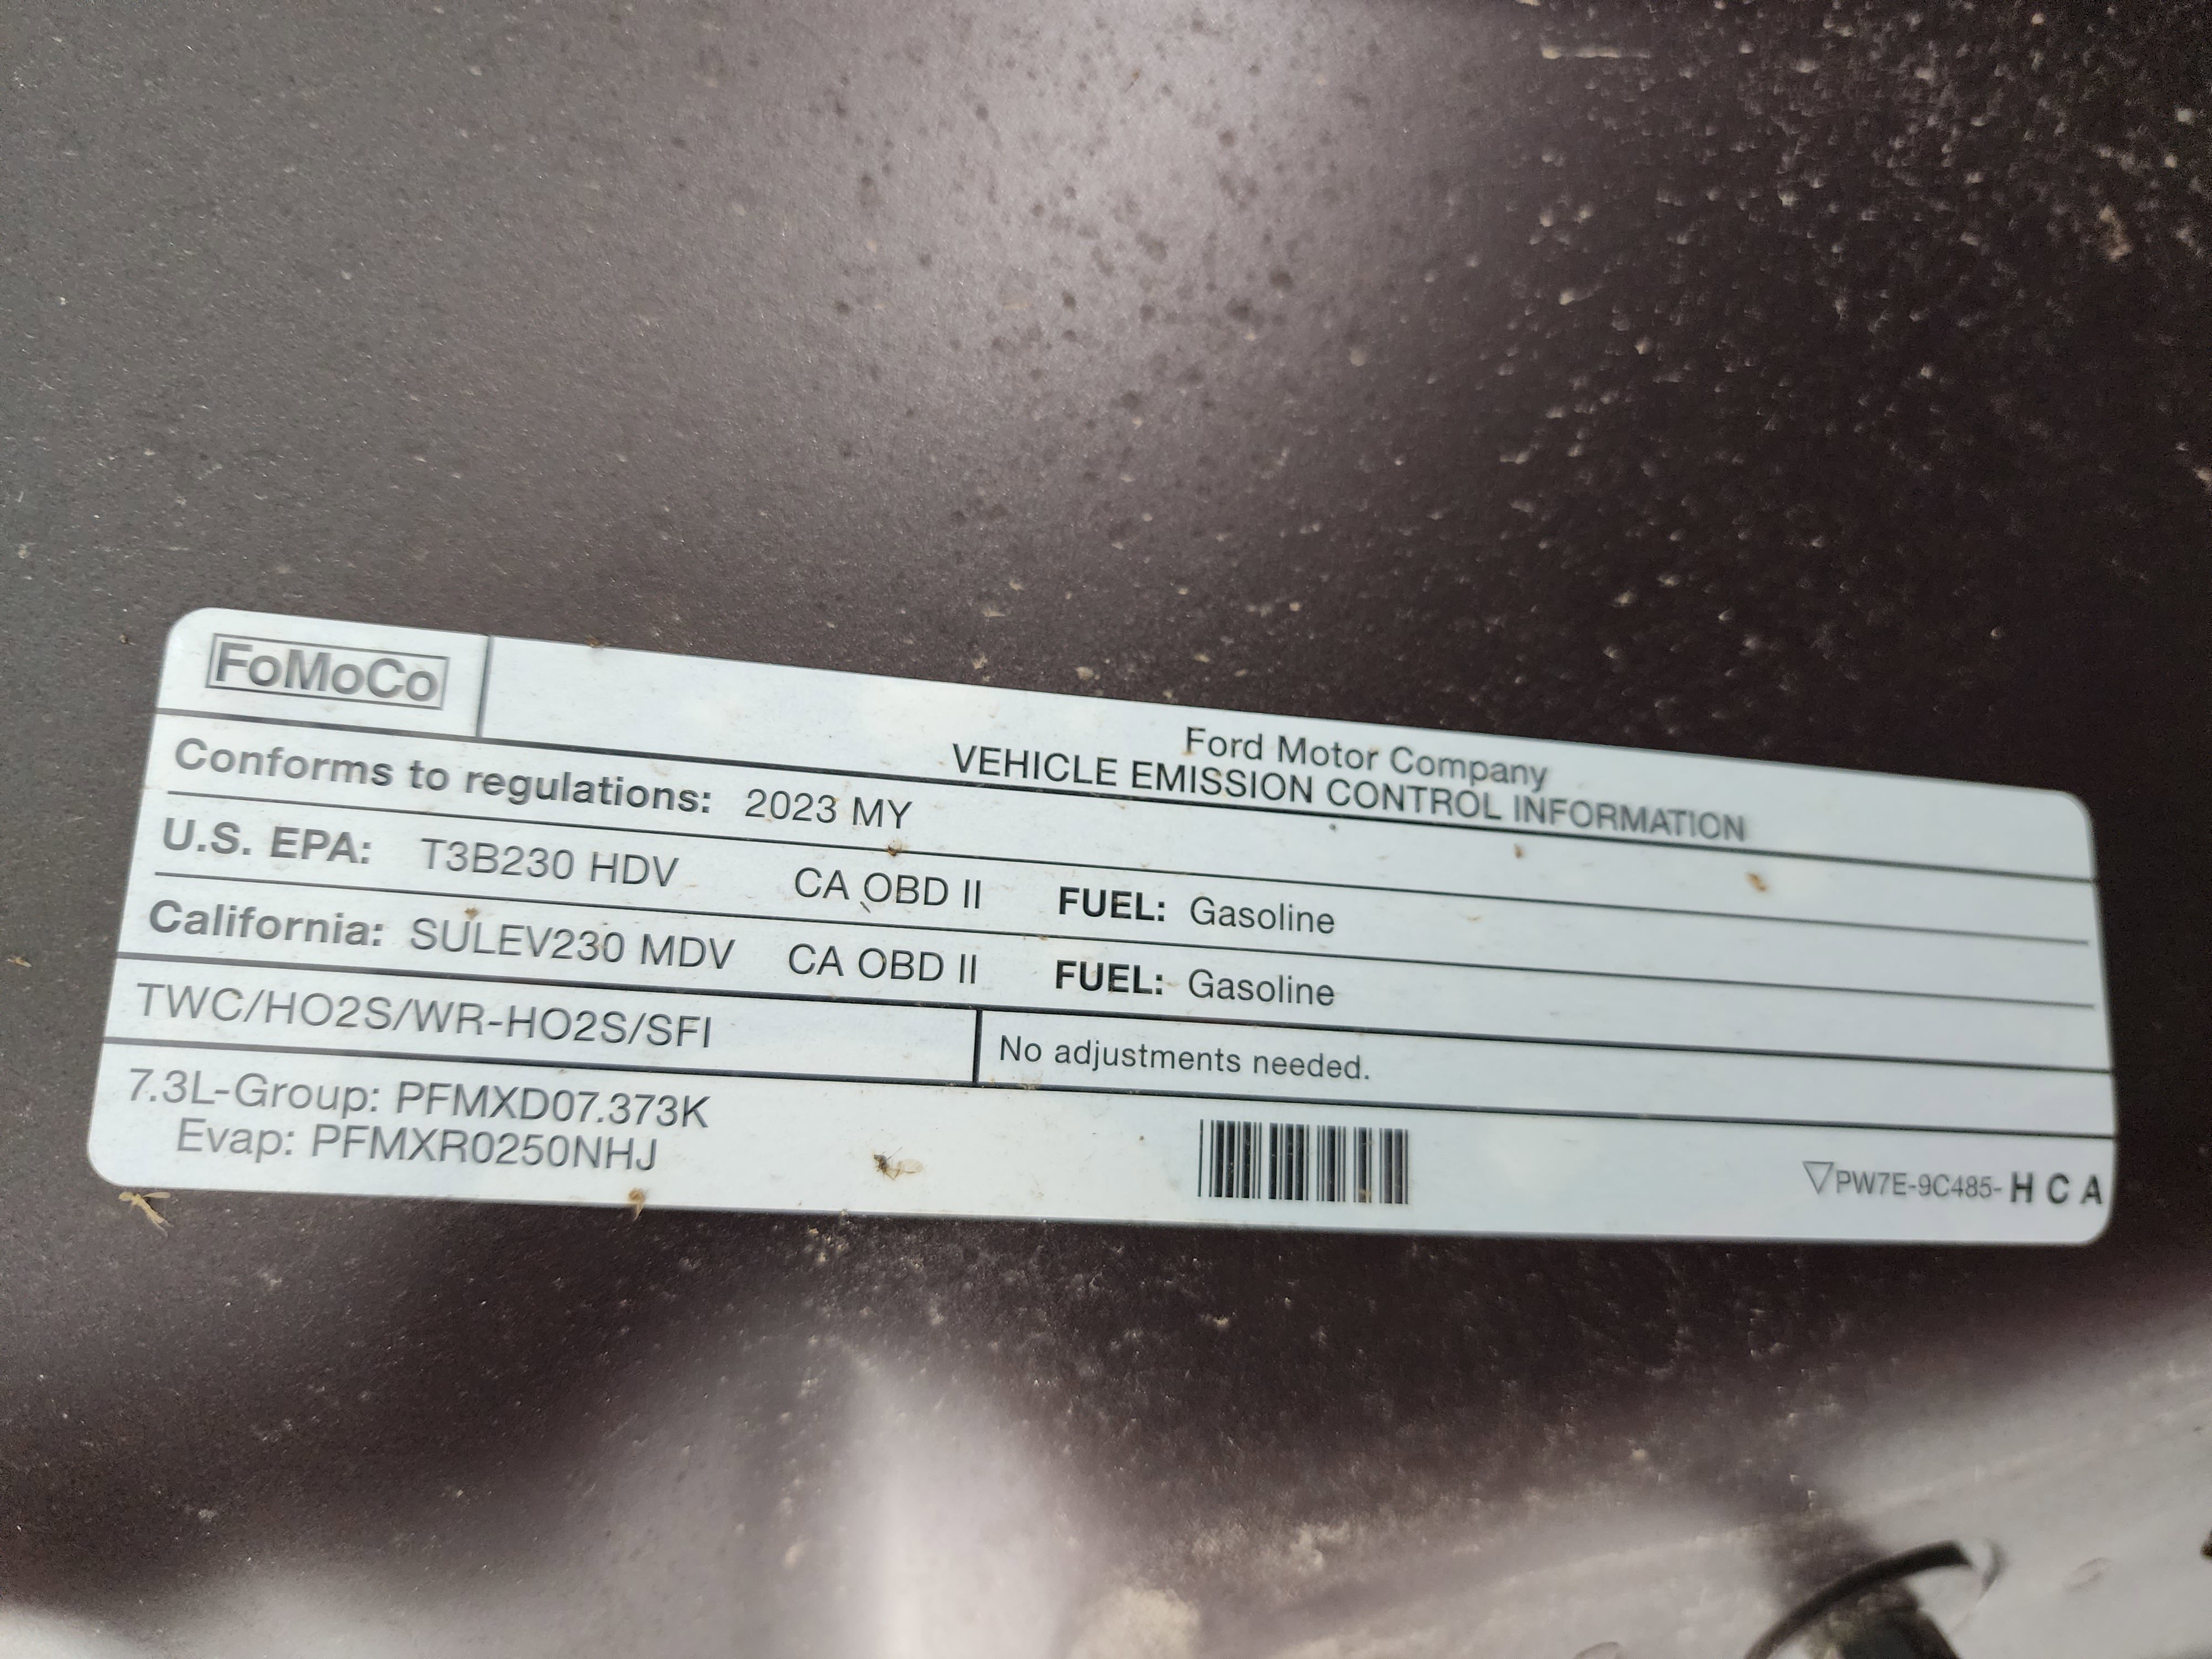 FoMoCo
Ford Motor Company
VEHICLE EMISSION CONTROL INFORMATION
Conforms to regulations: 2023 MY
U.S. EPA: T3B230 HDV CA OBD II FUEL: Gasoline
California: SULEV230 MDV CA OBD II FUEL: Gasoline
TWC/HO2S/WR-HO2S/SFI No adjustments needed.
7.3L-Group: PFMXD07.373K
Evap: PFMXR0250NHJ
PW7E-9C485-HCA